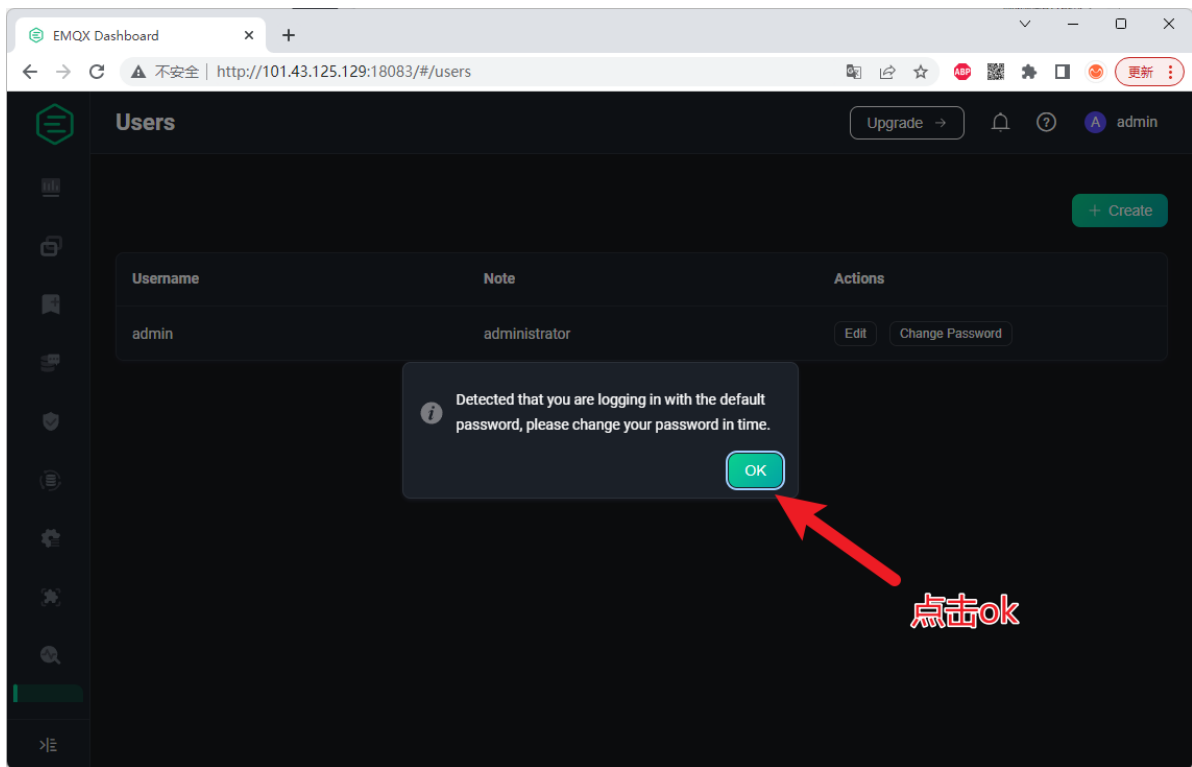 EMQX Dashboard
不安全
http://101.43.125.129:18083/#/users
ABP
更新
Users
Upgrade →
?
A
admin
+ Create
Username
Note
Actions
admin
administrator
Edit
Change Password
Detected that you are logging in with the default
password, please change your password in time.
OK
点击ok